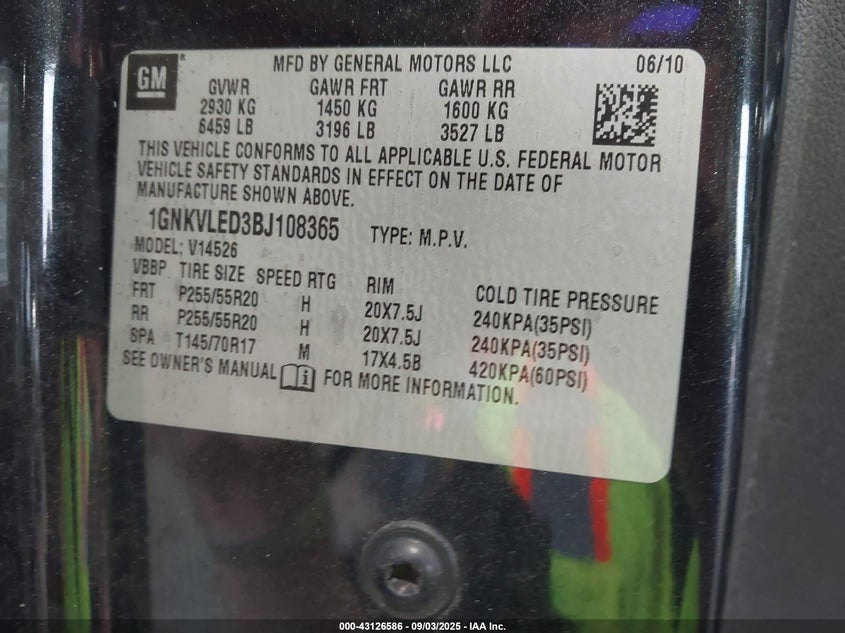 GM®
MFD BY GENERAL MOTORS LLC 06/10
GVWR GAWR FRT GAWR RR
2930 KG 1450 KG 1600 KG
6459 LB 3196 LB 3527 LB
THIS VEHICLE CONFORMS TO ALL APPLICABLE U.S. FEDERAL MOTOR
VEHICLE SAFETY STANDARDS IN EFFECT ON THE DATE OF
MANUFACTURE SHOWN ABOVE.
1GNKVLED3BJ108365 TYPE: M.P.V.
MODEL: V14526
VBBP TIRE SIZE SPEED RTG RIM COLD TIRE PRESSURE
FRT P255/55R20 H 20X7.5J 240KPA(35PSI)
RR P255/55R20 H 20X7.5J 240KPA(35PSI)
SPA T145/70R17 M 17X4.5B 420KPA(60PSI)
SEE OWNER'S MANUAL i FOR MORE INFORMATION.
000-43126586 - 09/03/2025 - IAA Inc.